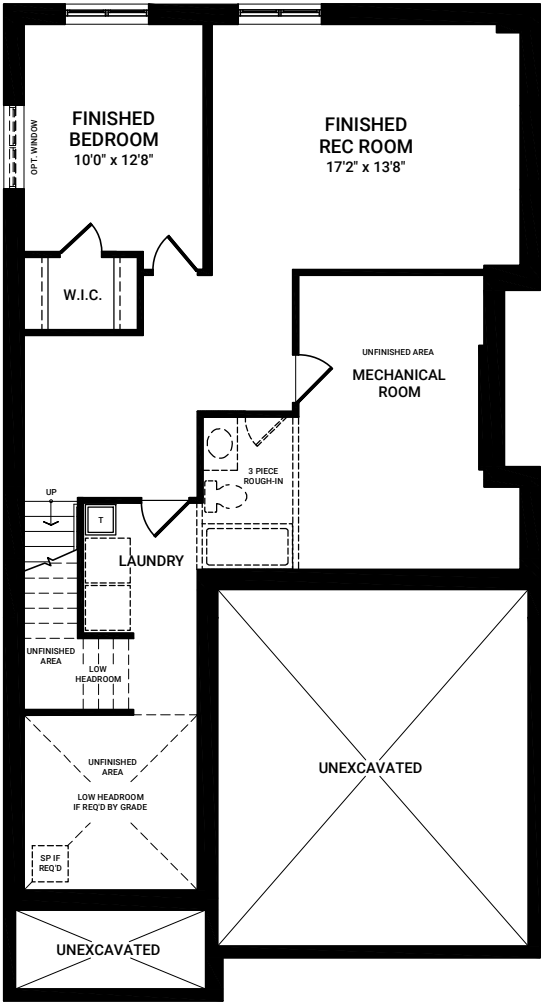 FINISHED
BEDROOM
10'0" x 12'8"
OPT. WINDOW
FINISHED
REC ROOM
17'2" x 13'8"
W.I.C.
UNFINISHED AREA
MECHANICAL
ROOM
3 PIECE
ROUGH-IN
UP
T
LAUNDRY
UNFINISHED
AREA
LOW
HEADROOM
UNFINISHED
AREA
LOW HEADROOM
IF REQ'D BY GRADE
SP IF
REQ'D
UNEXCAVATED
UNEXCAVATED